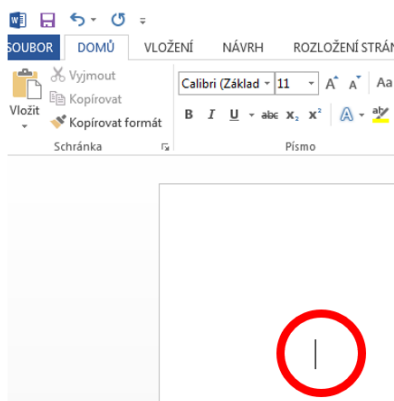 SOUBOR DOMŮ VLOŽENÍ NÁVRH ROZLOŽENÍ STRÁN
Vložit
Vyjmout
Kopírovat
Kopírovat formát
Schránka
Calibri (Základ 11 A A Aa
B I U abc x₂ x² A ab
Písmo